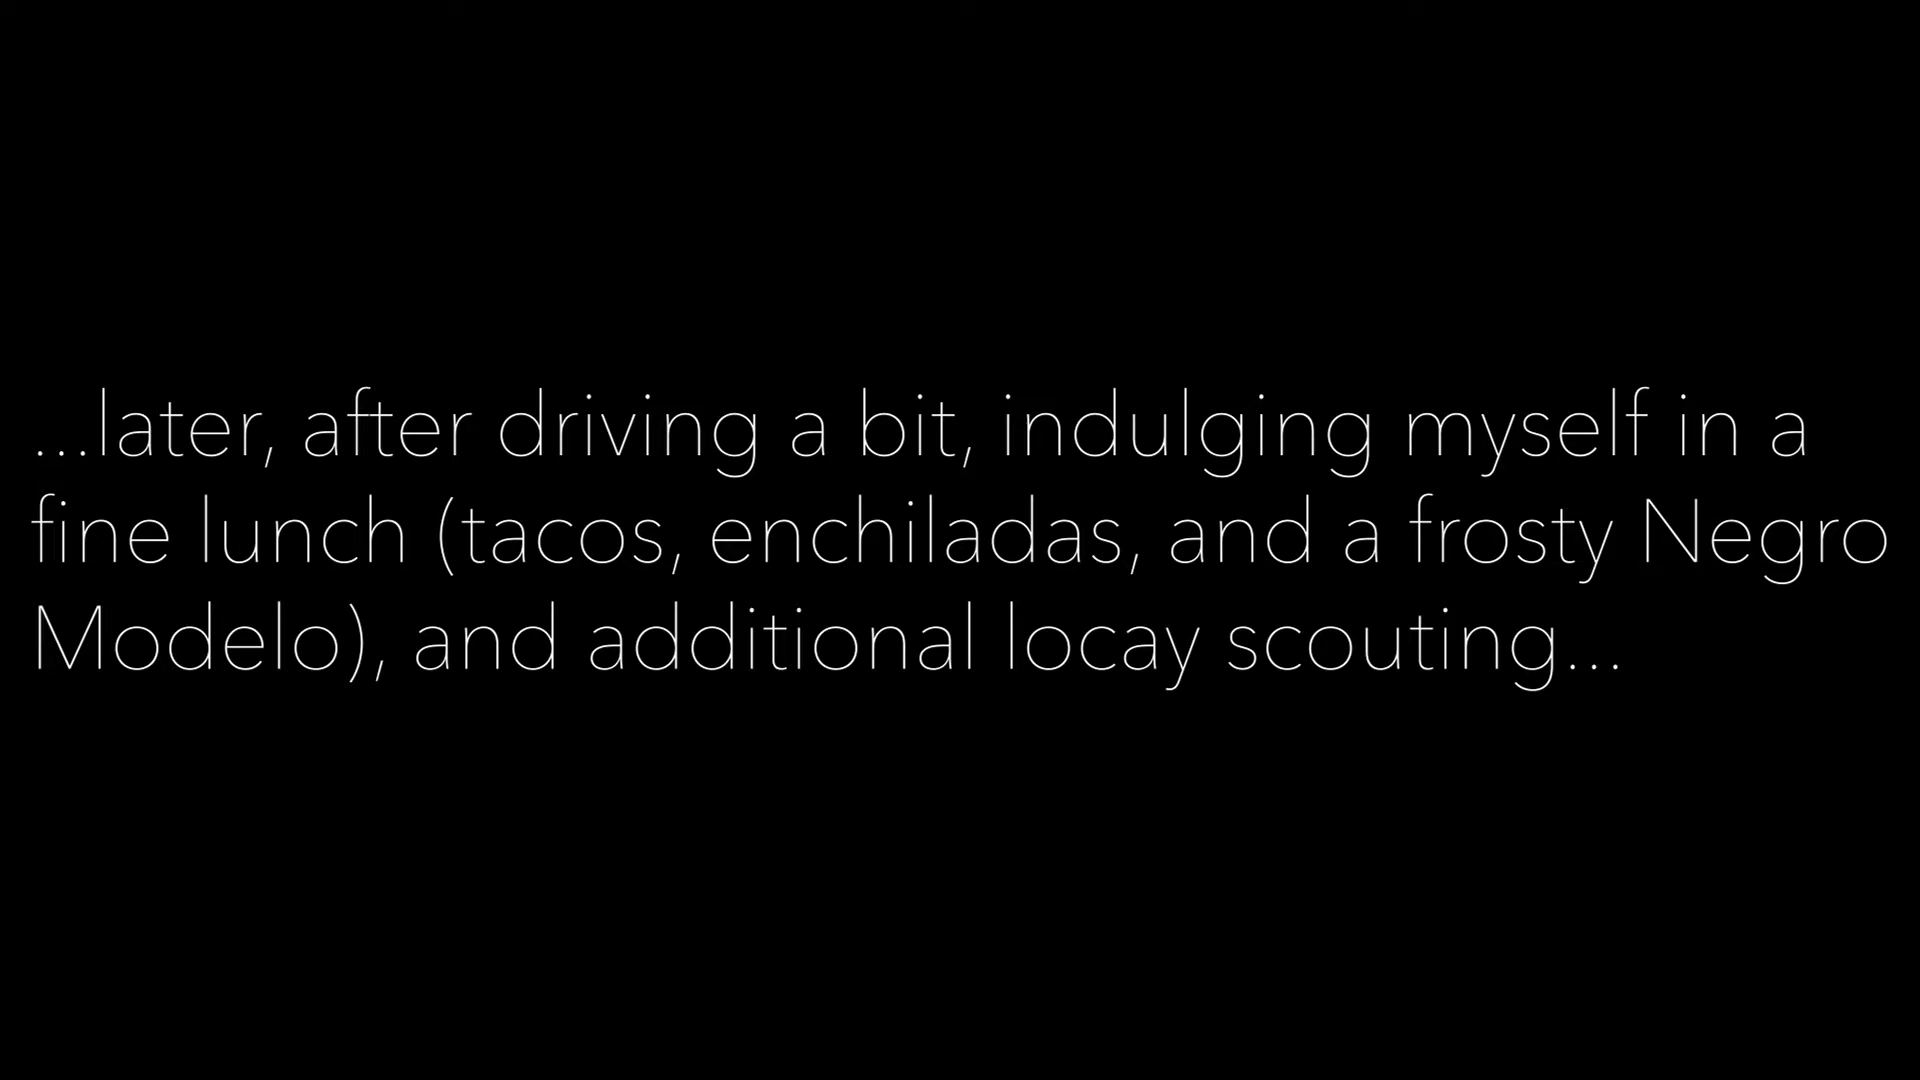 ...later, after driving a bit, indulging myself in a
fine lunch (tacos, enchiladas, and a frosty Negro
Modelo), and additional locay scouting...